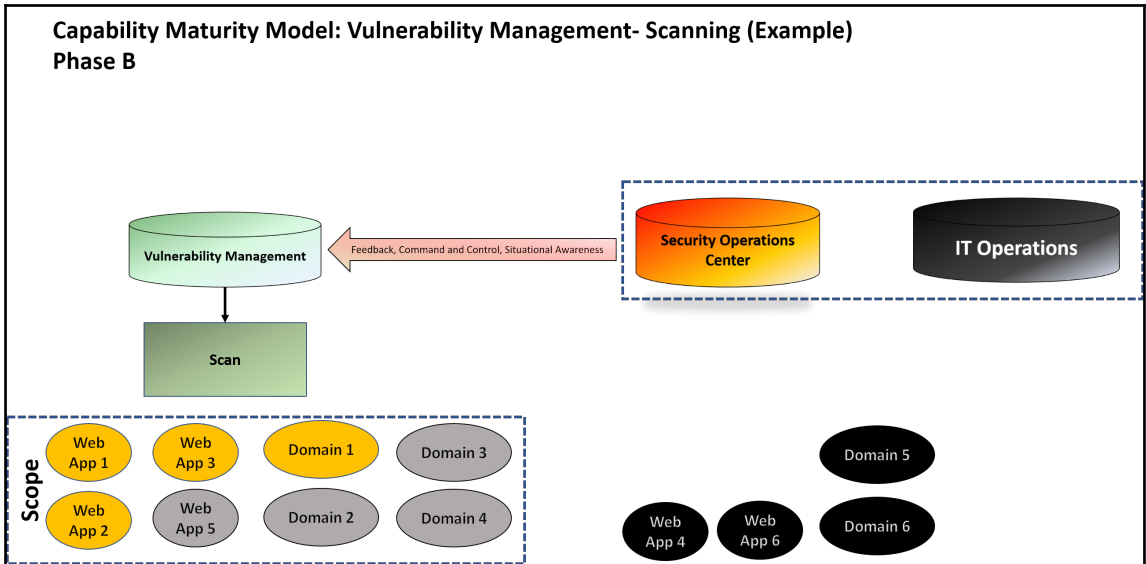 Capability Maturity Model: Vulnerability Management- Scanning (Example)
Phase B
Vulnerability Management
Feedback, Command and Control, Situational Awareness
Security Operations
Center
IT Operations
Scan
Scope
Web
App 1
Web
App 3
Domain 1
Domain 3
Web
App 2
Web
App 5
Domain 2
Domain 4
Domain 5
Web
App 4
Web
App 6
Domain 6